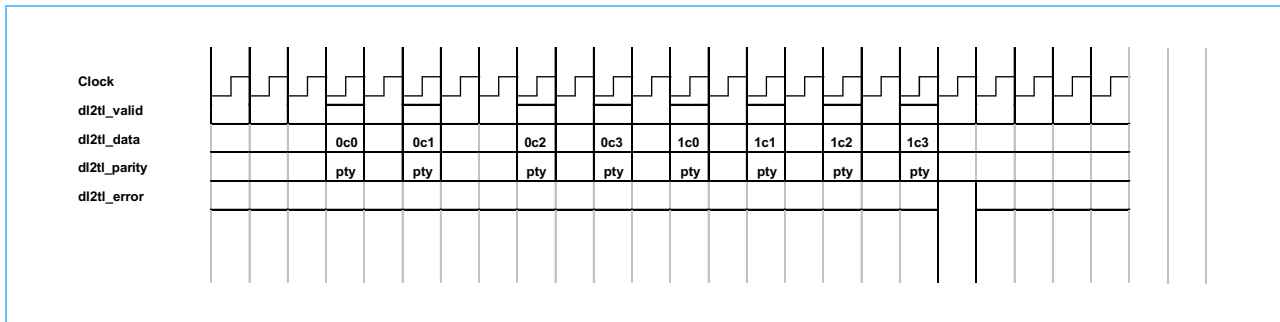 Clock
dl2tl_valid
dl2tl_data 0c0 0c1 0c2 0c3 1c0 1c1 1c2 1c3
dl2tl_parity pty pty pty pty pty pty pty pty
dl2tl_error